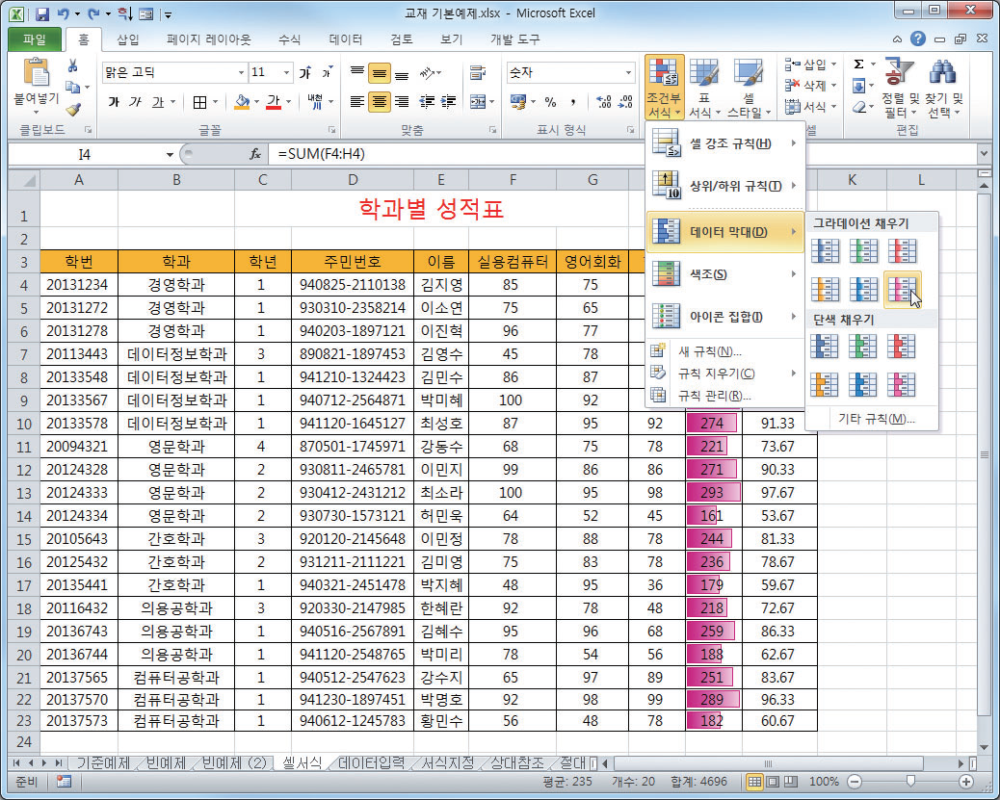 교재 기본예제.xlsx - Microsoft Excel
파일 홈 삽입 페이지 레이아웃 수식 데이터 검토 보기 개발 도구
붙여넣기
클립보드
맑은 고딕 11 가 가
가 가 가 가 내천
글꼴
맞춤
숫자
% ,
표시 형식
조건부 서식
표 서식
셀 스타일
삽입
삭제
서식
셀
Σ
정렬 및 필터
찾기 및 선택
편집
I4 fx =SUM(F4:H4)
A B C D E F G K L
1 학과별 성적표
2
3 학번 학과 학년 주민번호 이름 실용컴퓨터 영어회화
4 20131234 경영학과 1 940825-2110138 김지영 85 75
5 20131272 경영학과 1 930310-2358214 이소연 75 65
6 20131278 경영학과 1 940203-1897121 이진혁 96 77
7 20113443 데이터정보학과 3 890821-1897453 김영수 45 78
8 20133548 데이터정보학과 1 941210-1324423 김민수 86 87
9 20133567 데이터정보학과 1 940712-2564871 박미혜 100 92
10 20133578 데이터정보학과 1 941120-1645127 최성호 87 95 92 274 91.33
11 20094321 영문학과 4 870501-1745971 강동수 68 75 78 221 73.67
12 20124328 영문학과 2 930811-2465781 이민지 99 86 86 271 90.33
13 20124333 영문학과 2 930412-2431212 최소라 100 95 98 293 97.67
14 20124334 영문학과 2 930730-1573121 허민욱 64 52 45 161 53.67
15 20105643 간호학과 3 920120-2145648 이민정 78 88 78 244 81.33
16 20125432 간호학과 2 931211-2111221 김미영 75 83 78 236 78.67
17 20135441 간호학과 1 940321-2451478 박지혜 48 95 36 179 59.67
18 20116432 의용공학과 3 920330-2147985 한혜란 92 78 48 218 72.67
19 20136743 의용공학과 1 940516-2567891 김혜수 95 96 68 259 86.33
20 20136744 의용공학과 1 941120-2548765 박미리 78 54 56 188 62.67
21 20137565 컴퓨터공학과 1 940512-2547623 강수지 65 97 89 251 83.67
22 20137570 컴퓨터공학과 1 941230-1897451 박명호 92 98 99 289 96.33
23 20137573 컴퓨터공학과 1 940612-1245783 황민수 56 48 78 182 60.67
24
셀 강조 규칙(H)
상위/하위 규칙(T)
데이터 막대(D)
색조(S)
아이콘 집합(I)
새 규칙(N)...
규칙 지우기(C)
규칙 관리(R)...
그라데이션 채우기
단색 채우기
기타 규칙(M)...
기준예제 빈예제 빈예제 (2) 셀서식 데이터입력 서식지정 상대참조 절대
준비 평균: 235 개수: 20 합계: 4696 100%